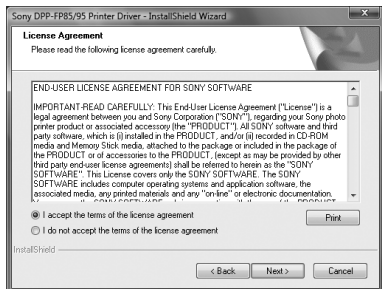 Sony DPP-FP85/95 Printer Driver - InstallShield Wizard
License Agreement
Please read the following license agreement carefully.
END-USER LICENSE AGREEMENT FOR SONY SOFTWARE
IMPORTANT-READ CAREFULLY: This End-User License Agreement ("License") is a
legal agreement between you and Sony Corporation ("SONY"), regarding your Sony photo
printer product or associated accessory (the "PRODUCT"). All SONY software and third
party software, which is (i) installed in the PRODUCT, and/or (ii) recorded in CD-ROM
media and Memory Stick media, attached to the package or included in the package of
the PRODUCT or of accessories to the PRODUCT, (except as may be provided by other
third party end-user license agreements) shall be referred to herein as the "SONY
SOFTWARE". This License covers only the SONY SOFTWARE. The SONY
SOFTWARE includes computer operating systems and application software, the
associated media, any printed materials and any "on-line" or electronic documentation.
I accept the terms of the license agreement
Print
I do not accept the terms of the license agreement
InstallShield
< Back
Next >
Cancel